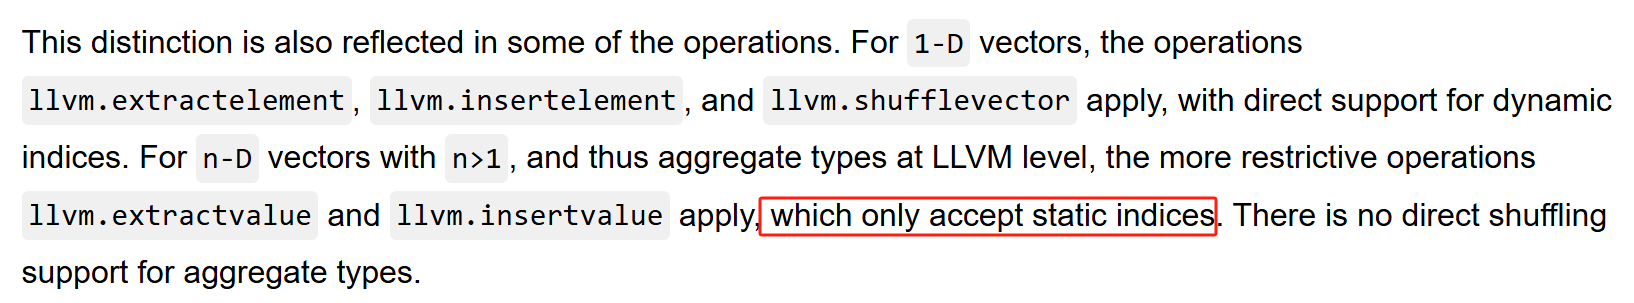 This distinction is also reflected in some of the operations. For 1-D vectors, the operations
llvm.extractelement, llvm.insertelement, and llvm.shufflevector apply, with direct support for dynamic
indices. For n-D vectors with n>1, and thus aggregate types at LLVM level, the more restrictive operations
llvm.extractvalue and llvm.insertvalue apply, which only accept static indices. There is no direct shuffling
support for aggregate types.